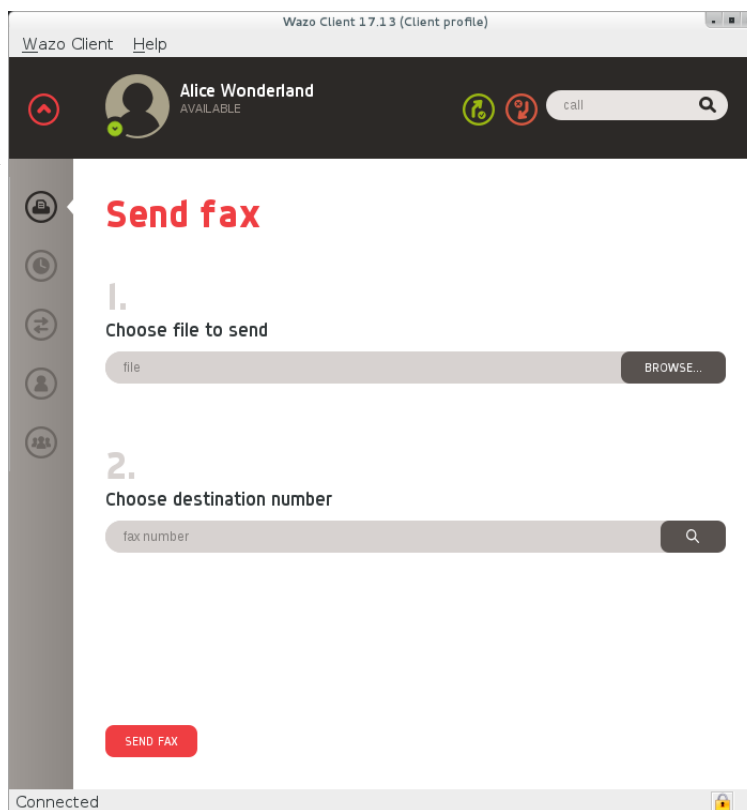 Wazo Client 17.13 (Client profile)
Wazo Client Help
Alice Wonderland
AVAILABLE
call
Send fax
1.
Choose file to send
file
BROWSE...
2.
Choose destination number
fax number
SEND FAX
Connected